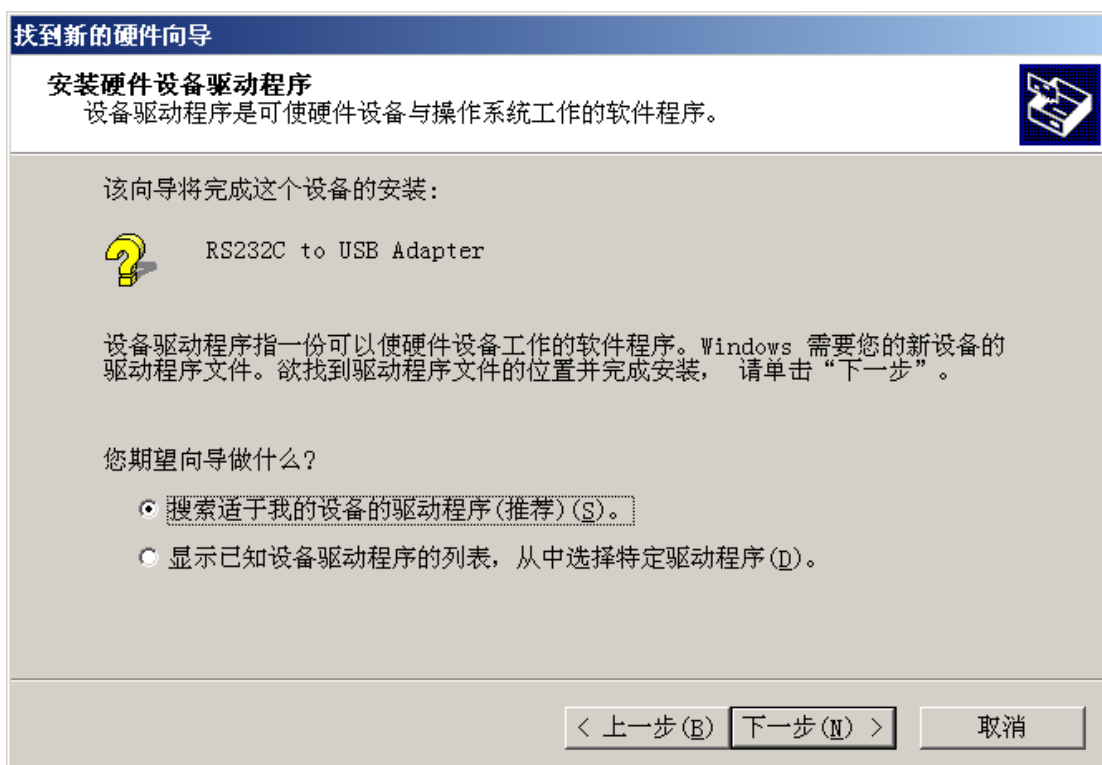 找到新的硬件向导
安装硬件设备驱动程序
设备驱动程序是可使硬件设备与操作系统工作的软件程序。
该向导将完成这个设备的安装:
RS232C to USB Adapter
设备驱动程序指一份可以使硬件设备工作的软件程序。Windows 需要您的新设备的
驱动程序文件。欲找到驱动程序文件的位置并完成安装, 请单击“下一步”。
您期望向导做什么?
搜索适于我的设备的驱动程序(推荐)(S)。
显示已知设备驱动程序的列表, 从中选择特定驱动程序(D)。
< 上一步(B) 下一步(N) > 取消